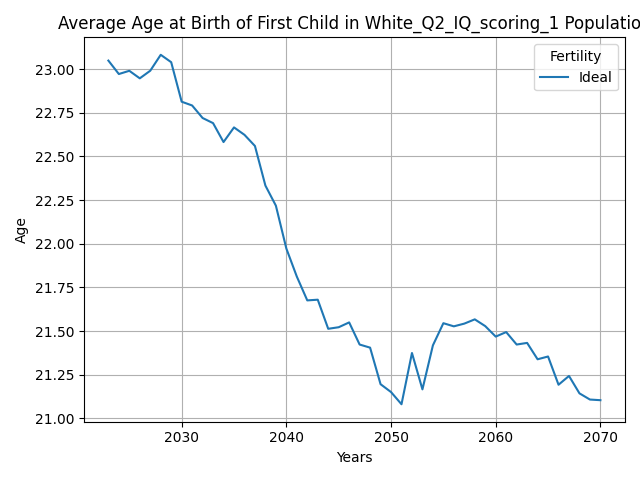 Average Age at Birth of First Child in White_Q2_IQ_scoring_1 Populatio
Fertility
Ideal
Age
23.00
22.75
22.50
22.25
22.00
21.75
21.50
21.25
21.00
2030 2040 2050 2060 2070
Years